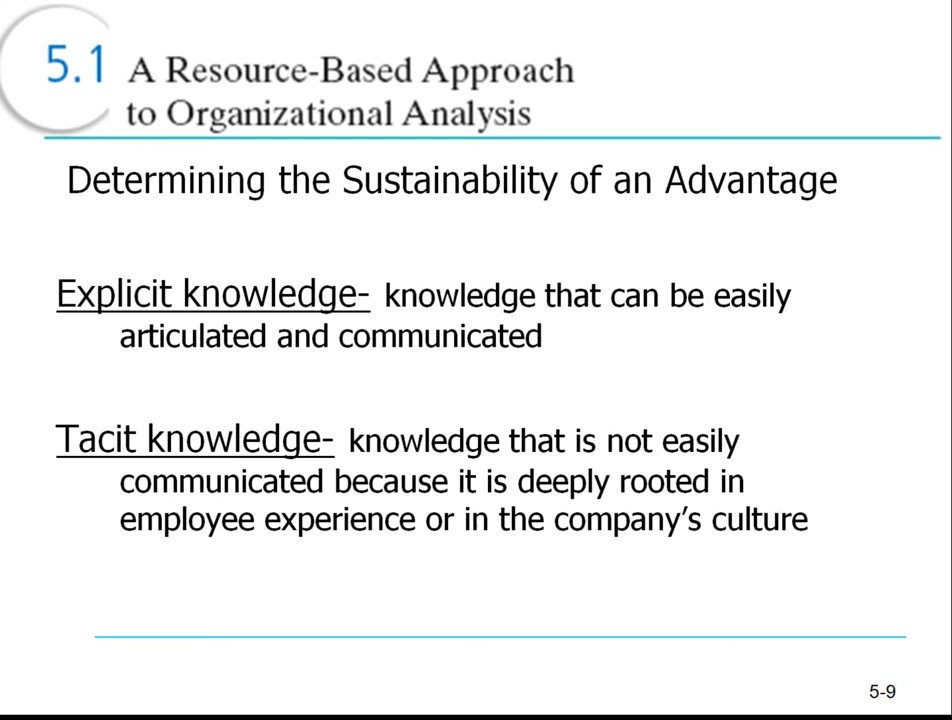 5.1 A Resource-Based Approach
to Organizational Analysis
Determining the Sustainability of an Advantage
Explicit knowledge- knowledge that can be easily
articulated and communicated
Tacit knowledge- knowledge that is not easily
communicated because it is deeply rooted in
employee experience or in the company’s culture
5-9